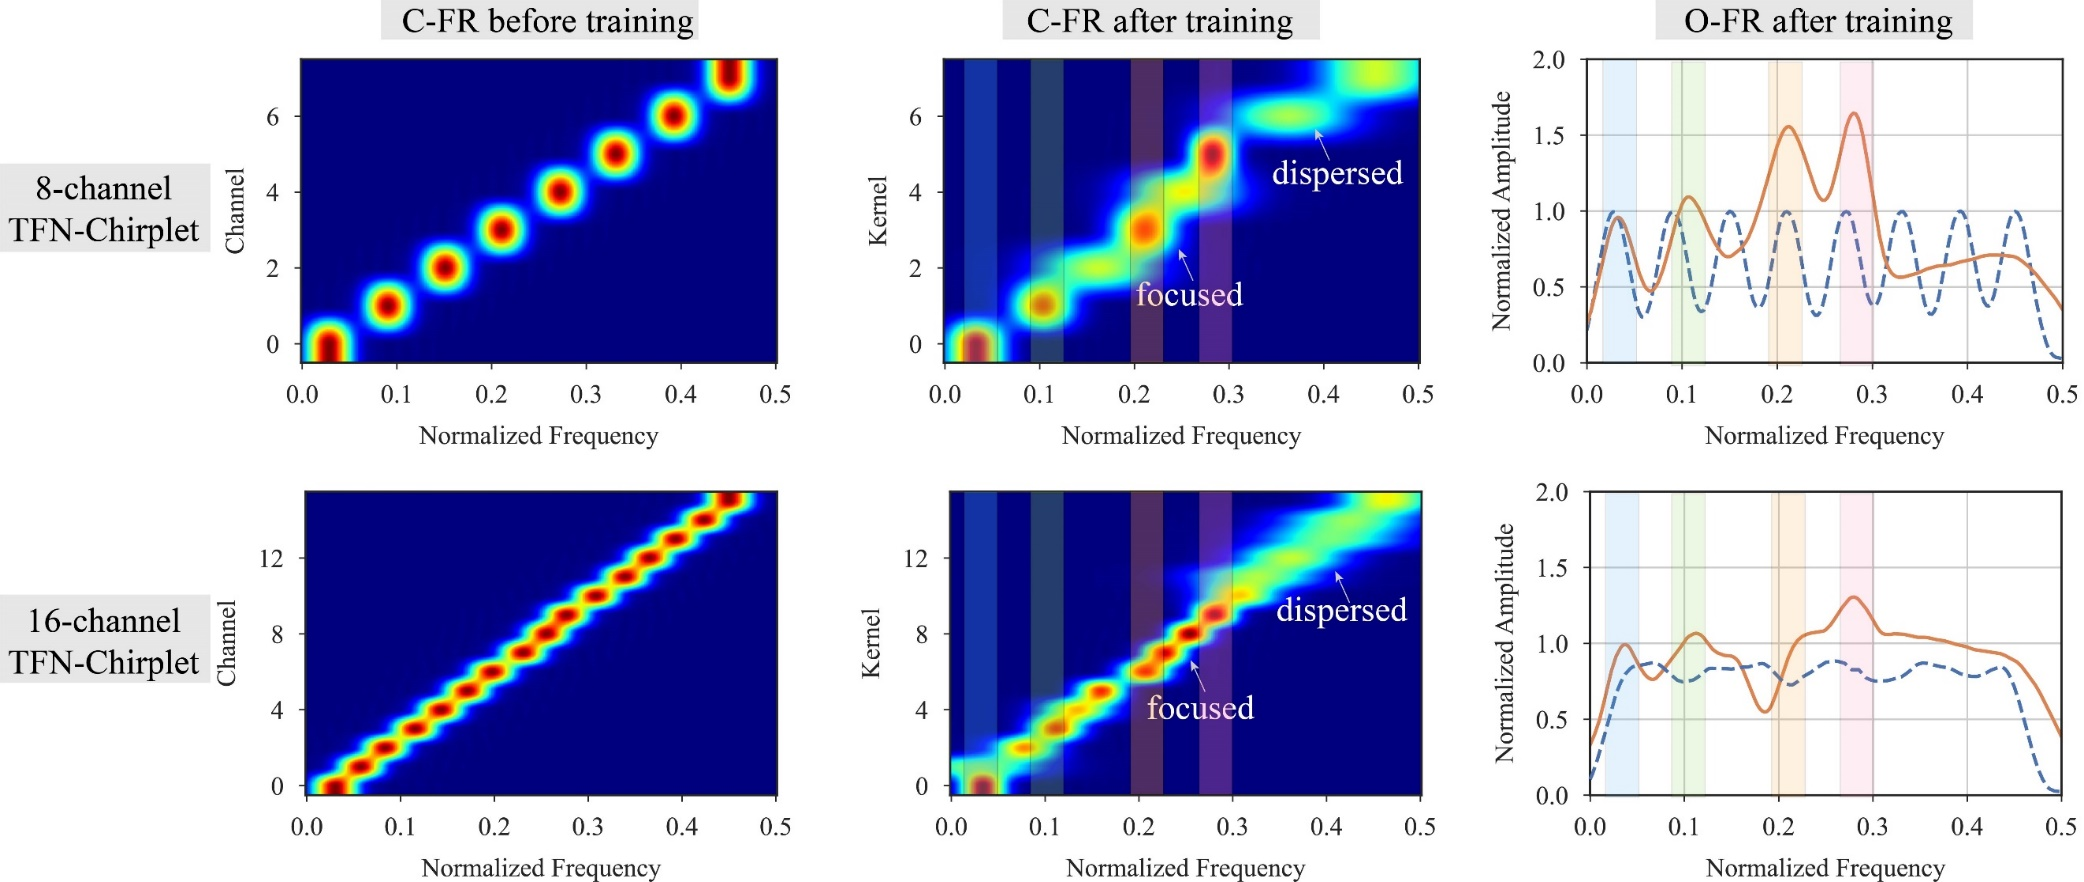 C-FR before training
C-FR after training
O-FR after training
8-channel
TFN-Chirplet
Channel
6
4
2
0
0.0 0.1 0.2 0.3 0.4 0.5
Normalized Frequency
Kernel
6
4
2
0
dispersed
focused
0.0 0.1 0.2 0.3 0.4 0.5
Normalized Frequency
Normalized Amplitude
2.0
1.5
1.0
0.5
0.0
0.0 0.1 0.2 0.3 0.4 0.5
Normalized Frequency
16-channel
TFN-Chirplet
Channel
12
8
4
0
0.0 0.1 0.2 0.3 0.4 0.5
Normalized Frequency
Kernel
12
8
4
0
dispersed
focused
0.0 0.1 0.2 0.3 0.4 0.5
Normalized Frequency
Normalized Amplitude
2.0
1.5
1.0
0.5
0.0
0.0 0.1 0.2 0.3 0.4 0.5
Normalized Frequency